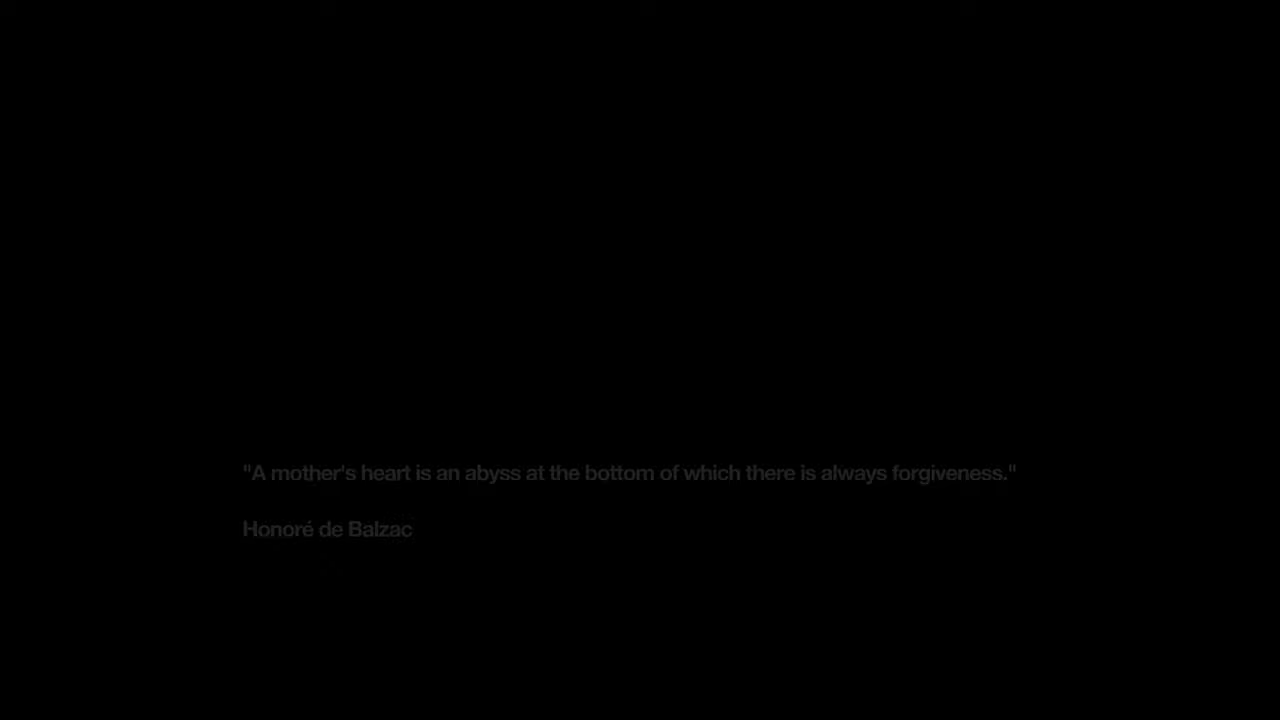 "A mother's heart is an abyss at the bottom of which there is always forgiveness."
Honoré de Balzac